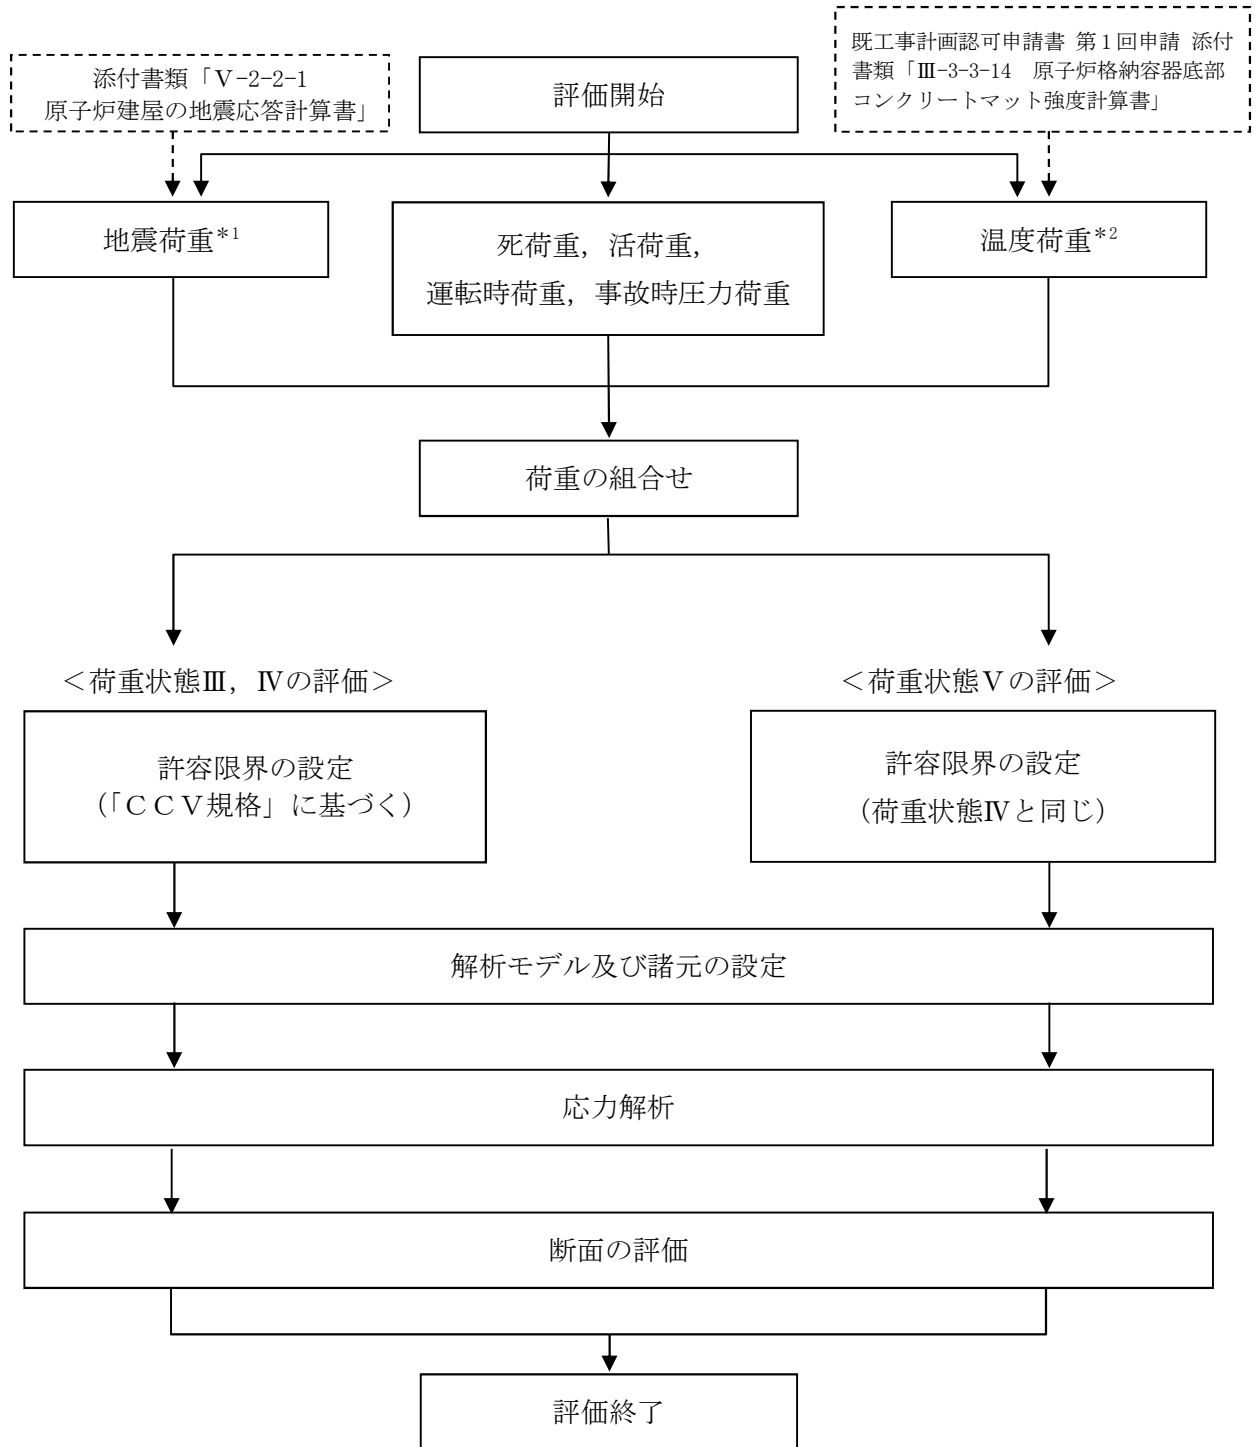 添付書類「Ⅴ-2-2-1
原子炉建屋の地震応答計算書」
評価開始
既工事計画認可申請書 第1回申請 添付
書類「Ⅲ-3-3-14 原子炉格納容器底部
コンクリートマット強度計算書」
地震荷重*1
死荷重，活荷重，
運転時荷重，事故時圧力荷重
温度荷重*2
荷重の組合せ
＜荷重状態Ⅲ，Ⅳの評価＞
＜荷重状態Ⅴの評価＞
許容限界の設定
（「ＣＣＶ規格」に基づく）
許容限界の設定
（荷重状態Ⅳと同じ）
解析モデル及び諸元の設定
応力解析
断面の評価
評価終了